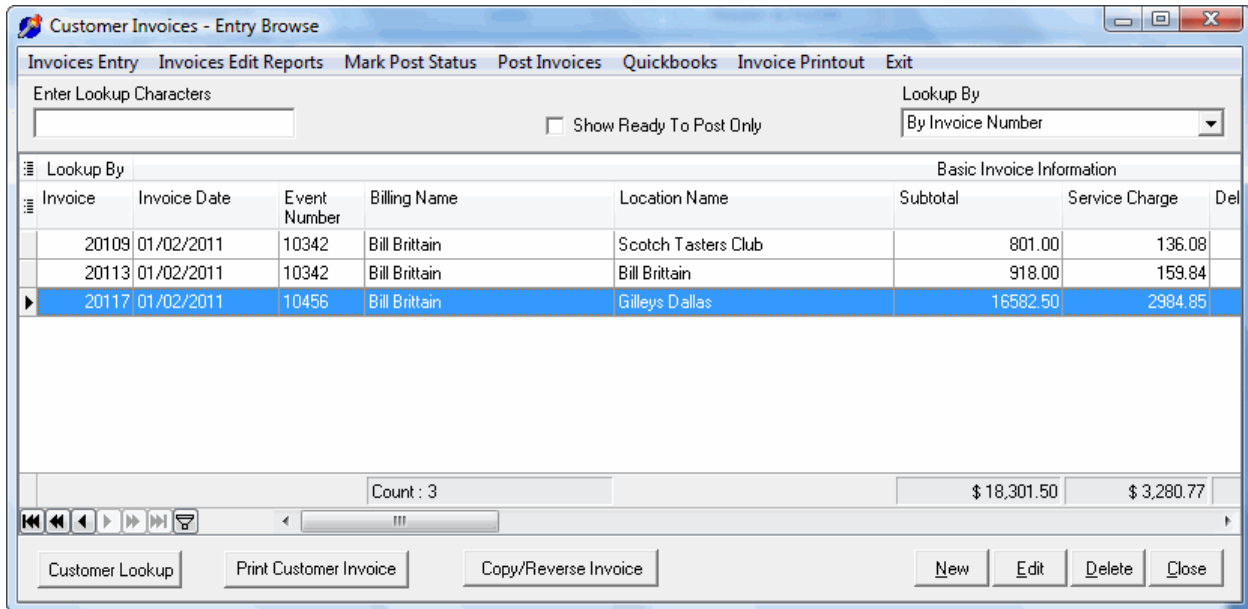 Customer Invoices - Entry Browse
Invoices Entry Invoices Edit Reports Mark Post Status Post Invoices Quickbooks Invoice Printout Exit
Enter Lookup Characters Lookup By
Show Ready To Post Only By Invoice Number
Lookup By Basic Invoice Information
Invoice Invoice Date Event Number Billing Name Location Name Subtotal Service Charge Del
20109 01/02/2011 10342 Bill Brittain Scotch Tasters Club 801.00 136.08
20113 01/02/2011 10342 Bill Brittain Bill Brittain 918.00 159.84
20117 01/02/2011 10456 Bill Brittain Gilleys Dallas 16582.50 2984.85
Count : 3 $ 18,301.50 $ 3,280.77
Customer Lookup Print Customer Invoice Copy/Reverse Invoice New Edit Delete Close